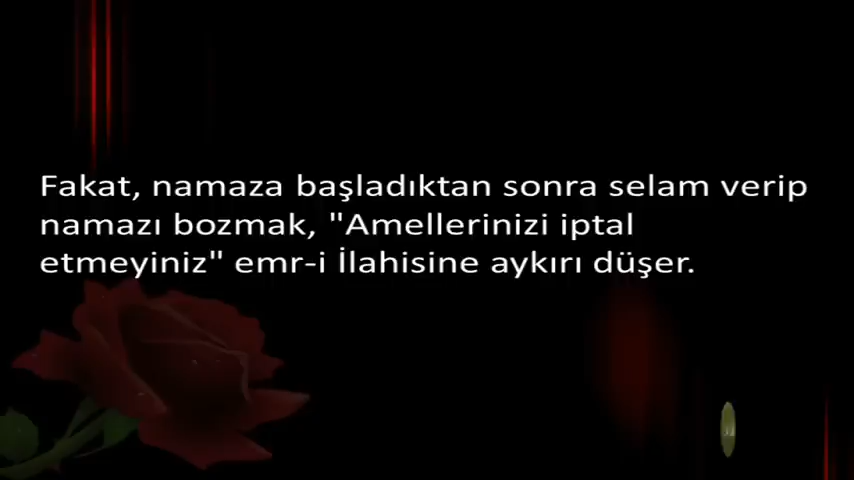 Fakat, namaza başladıktan sonra selam verip
namazı bozmak, "Amellerinizi iptal
etmeyiniz" emr-i İlahisine aykırı düşer.